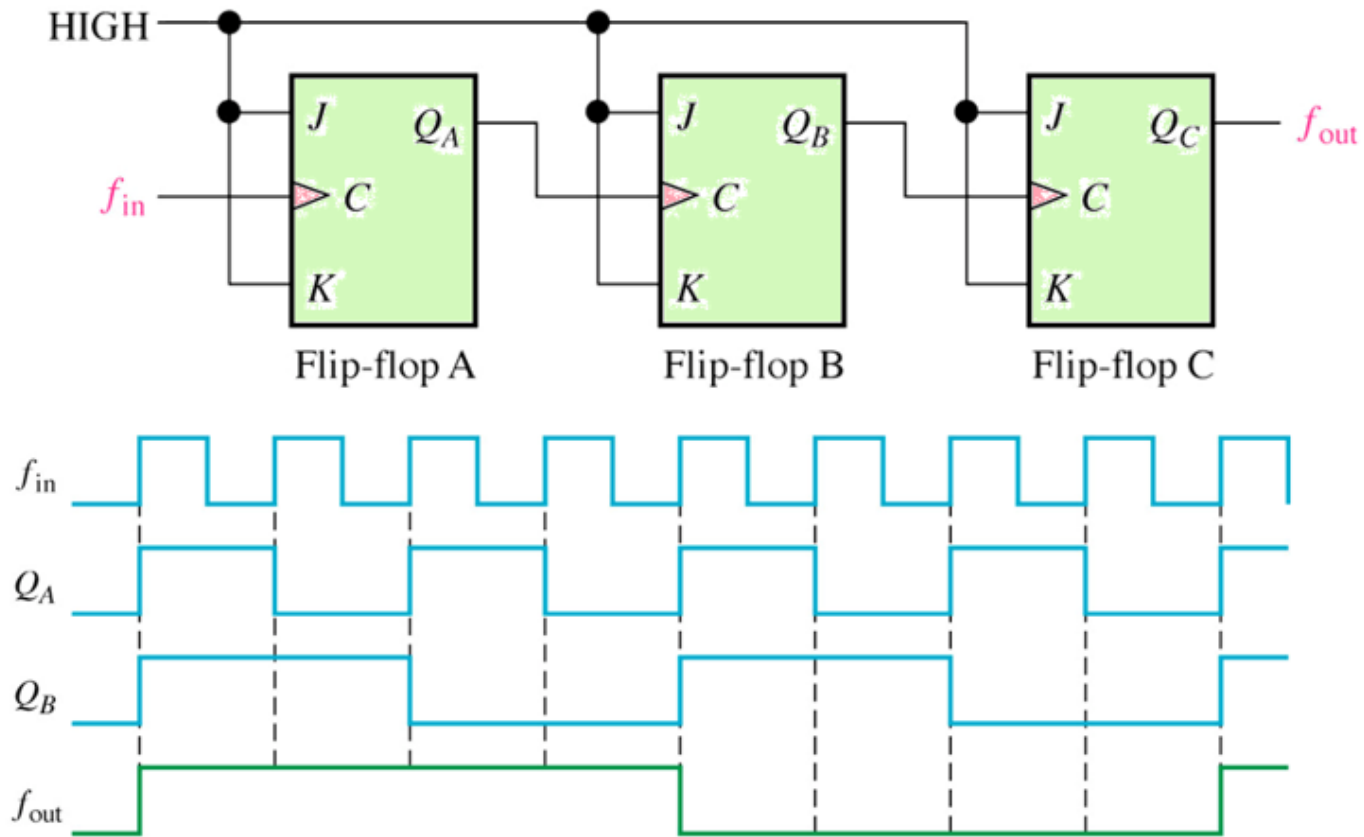 HIGH
J Q_A J Q_B J Q_C f_out
f_in C C C
K K K
Flip-flop A Flip-flop B Flip-flop C
f_in
Q_A
Q_B
f_out